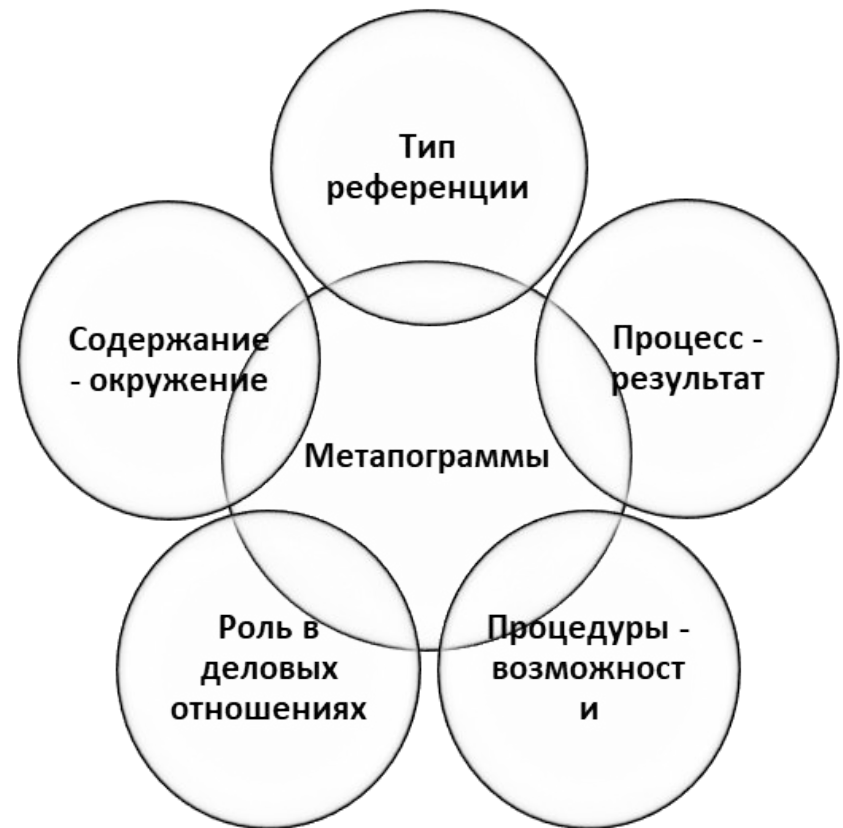 Тип
референции
Процесс -
результат
Процедуры -
возможност
и
Роль в
деловых
отношениях
Содержание
- окружение
Метапограммы